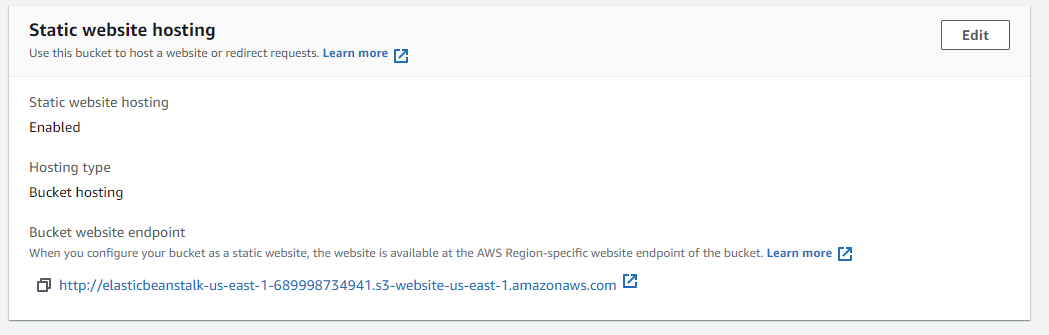 Static website hosting
Edit
Use this bucket to host a website or redirect requests. Learn more
Static website hosting
Enabled
Hosting type
Bucket hosting
Bucket website endpoint
When you configure your bucket as a static website, the website is available at the AWS Region-specific website endpoint of the bucket. Learn more
http://elasticbeanstalk-us-east-1-689998734941.s3-website-us-east-1.amazonaws.com